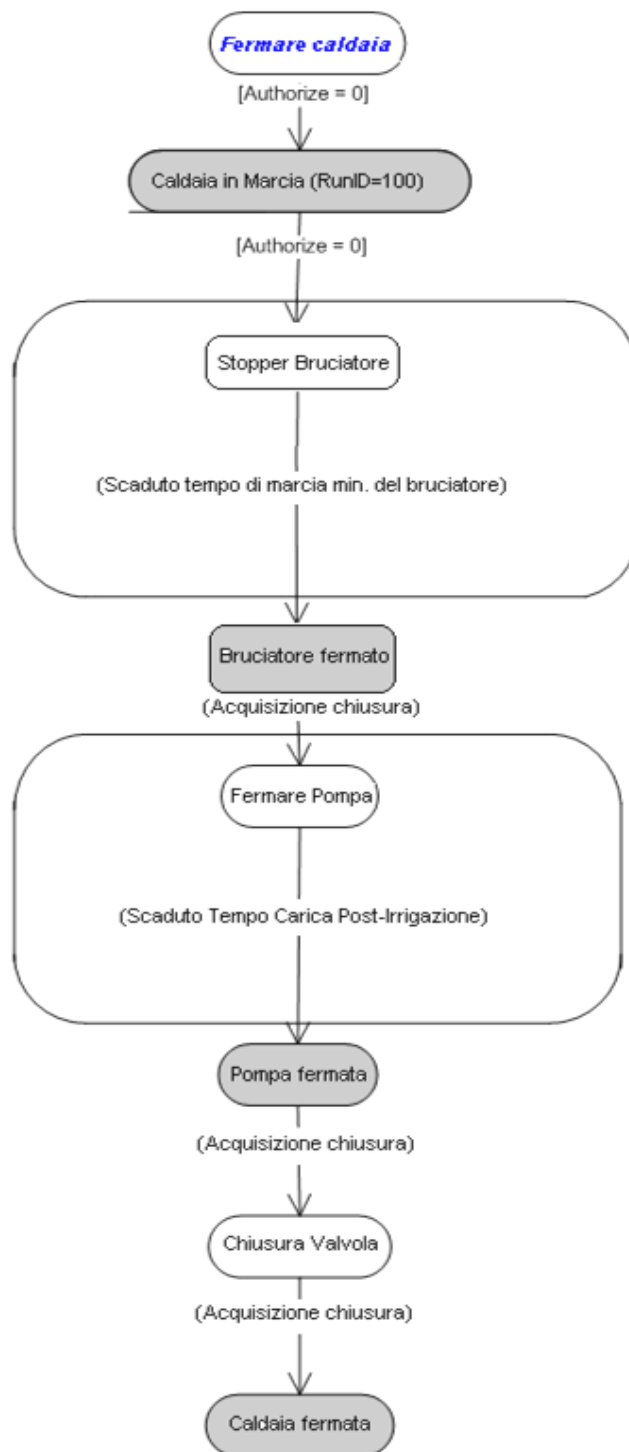 Fermare caldaia
[Authorize = 0]
Caldaia in Marcia (RunID=100)
[Authorize = 0]
Stopper Bruciatore
(Scaduto tempo di marcia min. del bruciatore)
Bruciatore fermato
(Acquisizione chiusura)
Fermare Pompa
(Scaduto Tempo Carica Post-Irrigazione)
Pompa fermata
(Acquisizione chiusura)
Chiusura Valvola
(Acquisizione chiusura)
Caldaia fermata